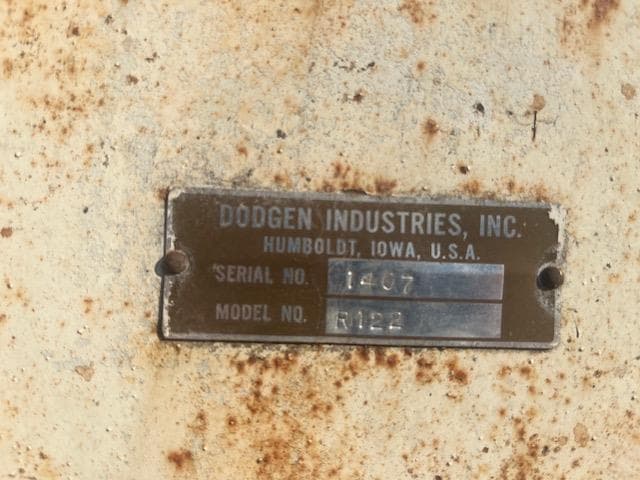 DODGEN INDUSTRIES, INC.
HUMBOLDT, IOWA, U.S.A.
SERIAL NO. 1407
MODEL NO. R122